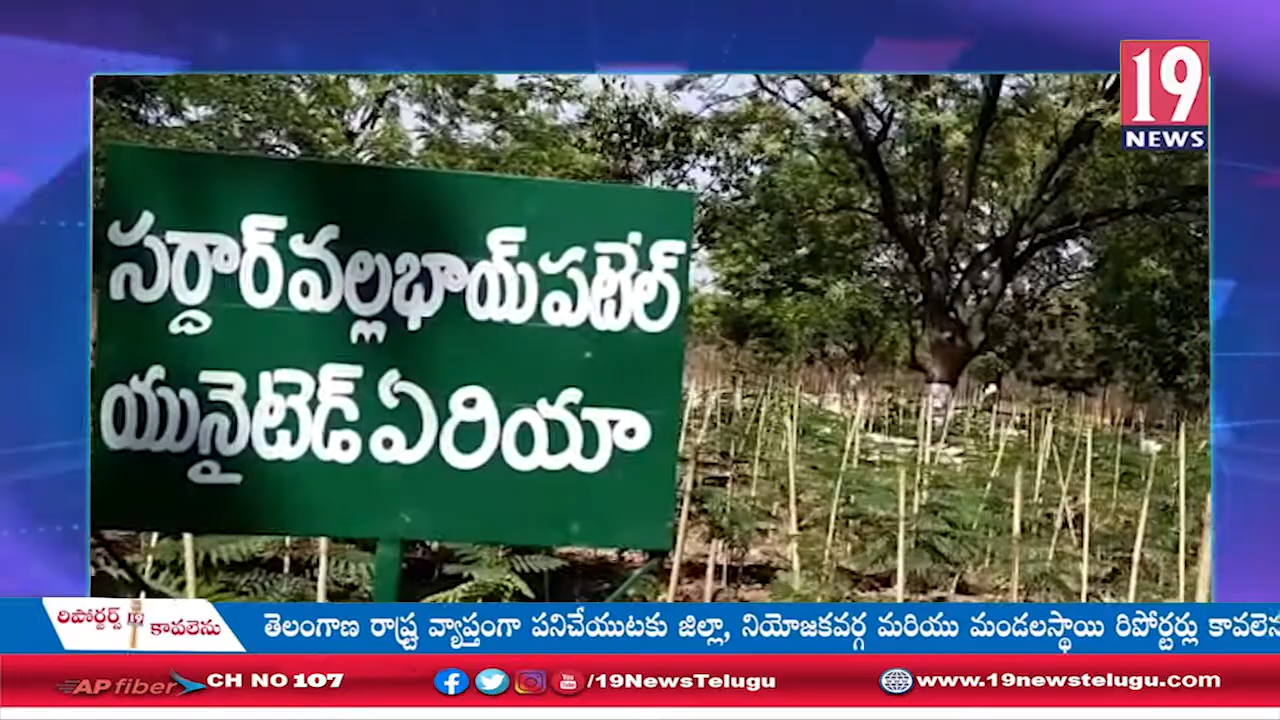 19
NEWS
సర్దార్ వల్లభాయ్ పటేల్
యునైటెడ్ ఏరియా
రిపోర్టర్స్ 19 కావలెను
తెలంగాణ రాష్ట్ర వ్యాప్తంగా పనిచేయుటకు జిల్లా, నియోజకవర్గ మరియు మండలస్థాయి రిపోర్టర్లు కావలెను
AP fiber CH NO 107
/19NewsTelugu
www.19newstelugu.com